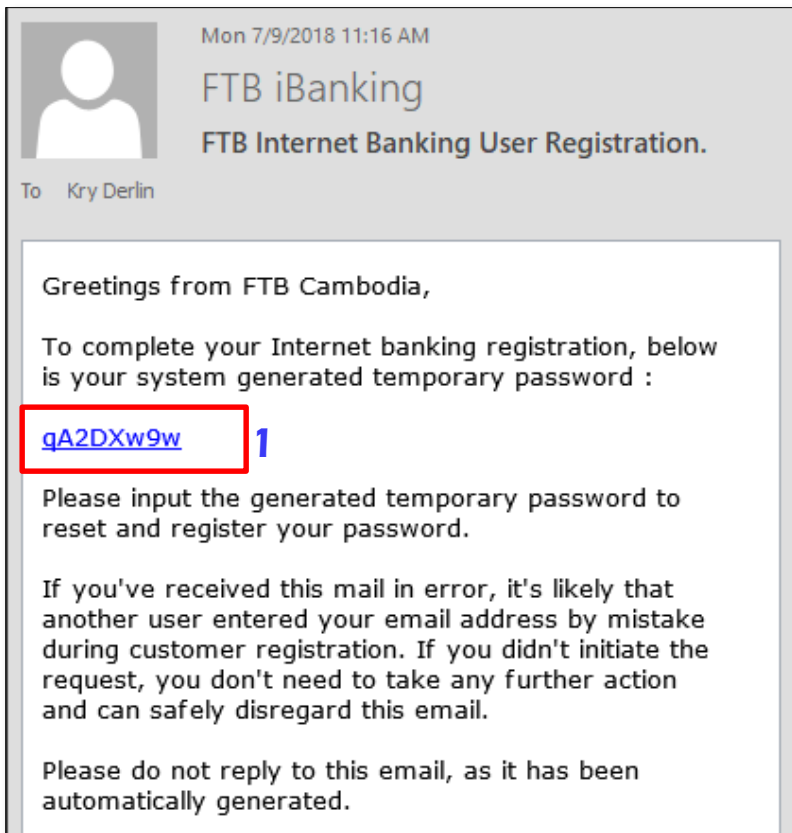 Mon 7/9/2018 11:16 AM
FTB iBanking
FTB Internet Banking User Registration.
To Kry Derlin
Greetings from FTB Cambodia,
To complete your Internet banking registration, below
is your system generated temporary password :
qA2DXw9w
1
Please input the generated temporary password to
reset and register your password.
If you've received this mail in error, it's likely that
another user entered your email address by mistake
during customer registration. If you didn't initiate the
request, you don't need to take any further action
and can safely disregard this email.
Please do not reply to this email, as it has been
automatically generated.